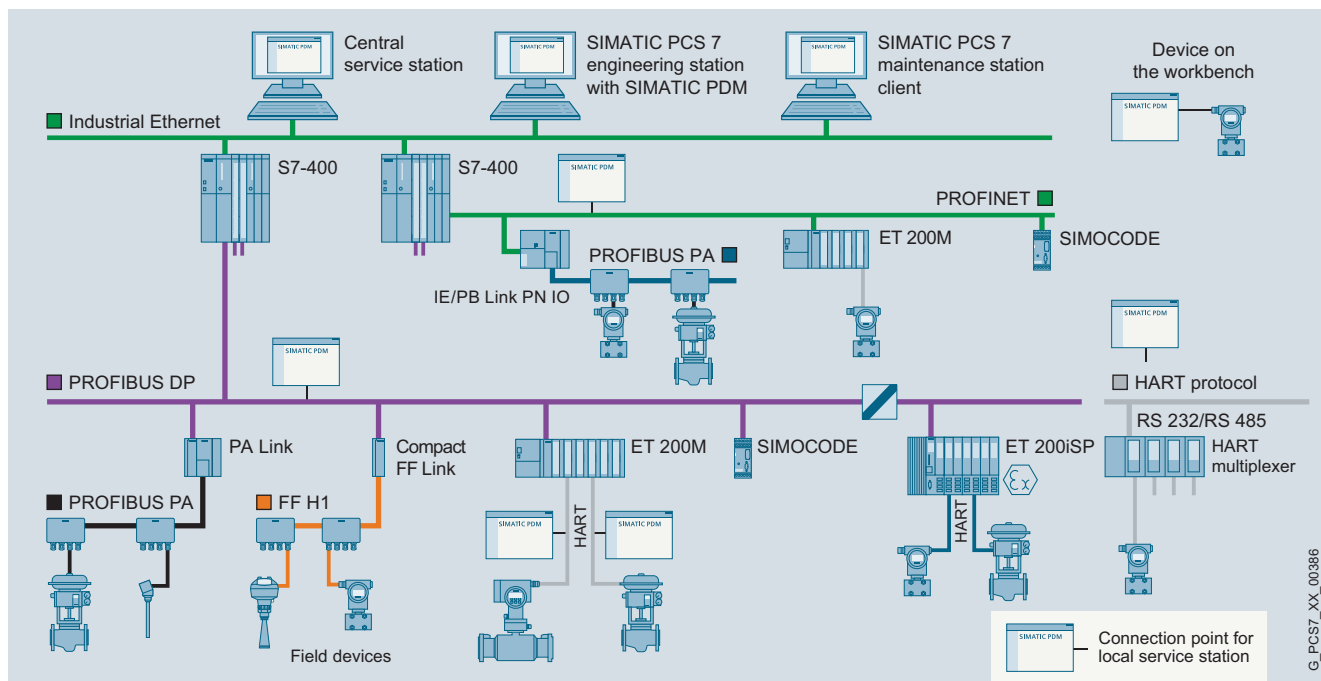 SIMATIC PDM
Central
service station
SIMATIC PDM
SIMATIC PCS 7
engineering station
with SIMATIC PDM
SIMATIC PDM
SIMATIC PCS 7
maintenance station
client
Device on
the workbench
SIMATIC PDM
Industrial Ethernet
S7-400
S7-400
SIMATIC PDM
PROFINET
IE/PB Link PN IO
PROFIBUS PA
ET 200M
SIMOCODE
SIMATIC PDM
SIMATIC PDM
PROFIBUS DP
HART protocol
PA Link
Compact
FF Link
ET 200M
SIMOCODE
ET 200iSP
Ex
RS 232/RS 485
HART
multiplexer
PROFIBUS PA
FF H1
SIMATIC PDM
HART
SIMATIC PDM
HART
Field devices
SIMATIC PDM
Connection point for
local service station
G_PCS7_XX_00386